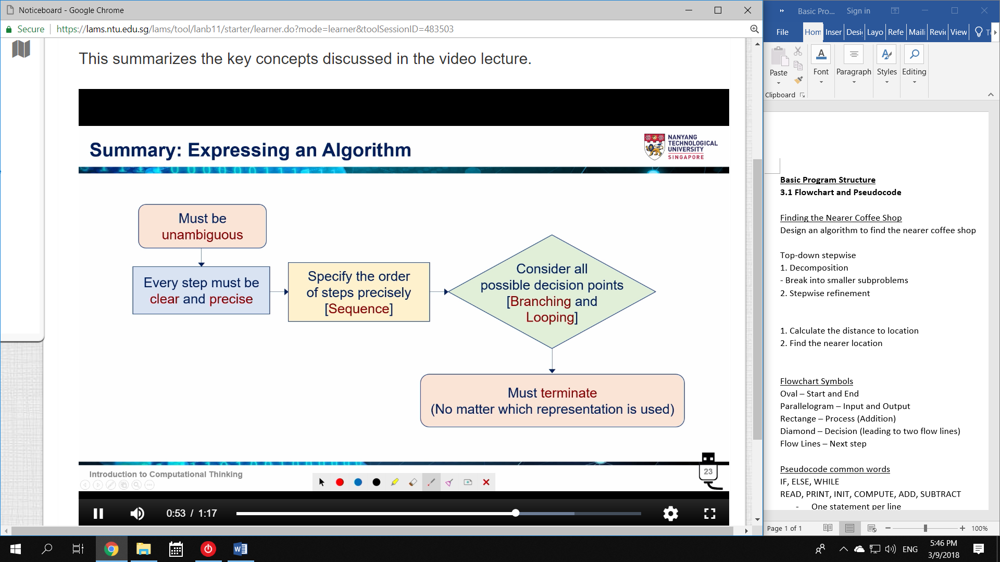 Noticeboard - Google Chrome
Secure
https://lams.ntu.edu.sg/lams/tool/lanb11/starter/learner.do?mode=learner&toolSessionID=483503
This summarizes the key concepts discussed in the video lecture.
Summary: Expressing an Algorithm
NANYANG
TECHNOLOGICAL
UNIVERSITY
SINGAPORE
Must be
unambiguous
Every step must be
clear and precise
Specify the order
of steps precisely
[Sequence]
Consider all
possible decision points
[Branching and
Looping]
Must terminate
(No matter which representation is used)
Introduction to Computational Thinking
23
0:53 / 1:17
Basic Pro...
Sign in
File
Hom
Inser
Desi
Layo
Refe
Maili
Revie
View
Paste
Font
Paragraph
Styles
Editing
Clipboard
Basic Program Structure
3.1 Flowchart and Pseudocode
Finding the Nearer Coffee Shop
Design an algorithm to find the nearer coffee shop
Top-down stepwise
1. Decomposition
- Break into smaller subproblems
2. Stepwise refinement
1. Calculate the distance to location
2. Find the nearer location
Flowchart Symbols
Oval – Start and End
Parallelogram – Input and Output
Rectange – Process (Addition)
Diamond – Decision (leading to two flow lines)
Flow Lines – Next step
Pseudocode common words
IF, ELSE, WHILE
READ, PRINT, INIT, COMPUTE, ADD, SUBTRACT
- One statement per line
Page 1 of 1
100%
ENG
5:46 PM
3/9/2018